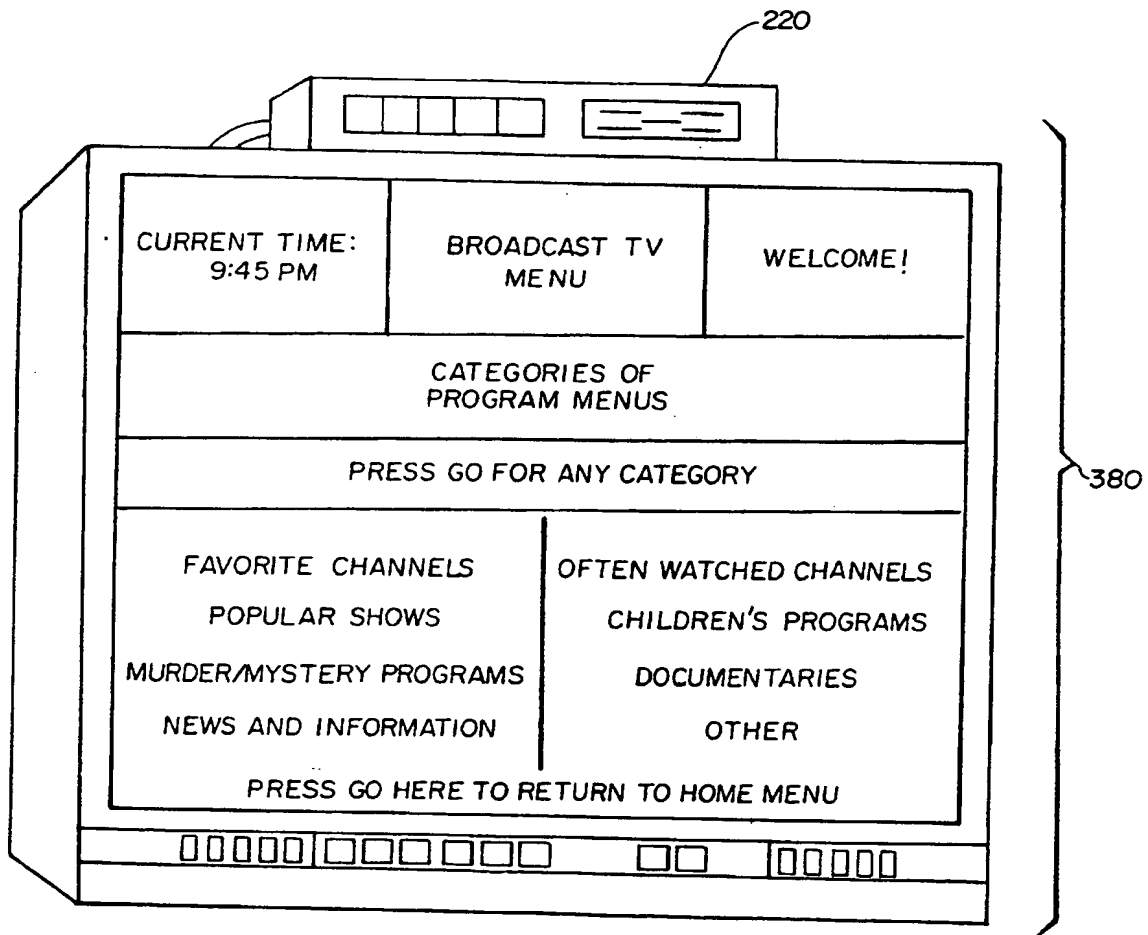 220
CURRENT TIME:
9:45 PM
BROADCAST TV
MENU
WELCOME!
CATEGORIES OF
PROGRAM MENUS
PRESS GO FOR ANY CATEGORY
380
FAVORITE CHANNELS
OFTEN WATCHED CHANNELS
POPULAR SHOWS
CHILDREN'S PROGRAMS
MURDER/MYSTERY PROGRAMS
DOCUMENTARIES
NEWS AND INFORMATION
OTHER
PRESS GO HERE TO RETURN TO HOME MENU